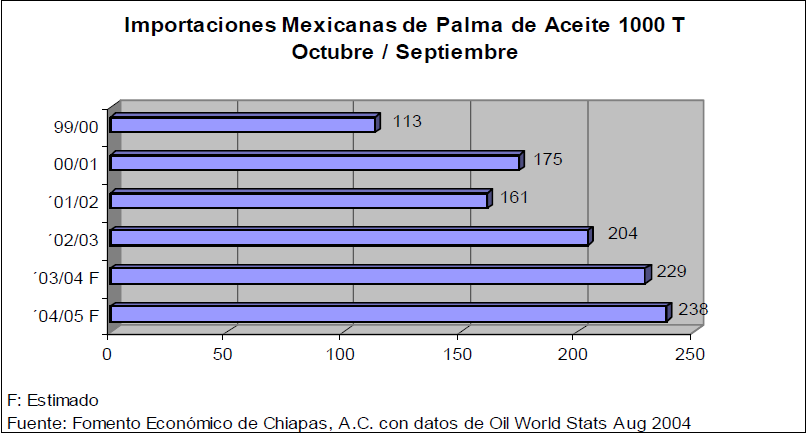 Importaciones Mexicanas de Palma de Aceite 1000 T
Octubre / Septiembre
99/00
113
00/01
175
´01/02
161
´02/03
204
´03/04 F
229
´04/05 F
238
0
50
100
150
200
250
F: Estimado
Fuente: Fomento Económico de Chiapas, A.C. con datos de Oil World Stats Aug 2004